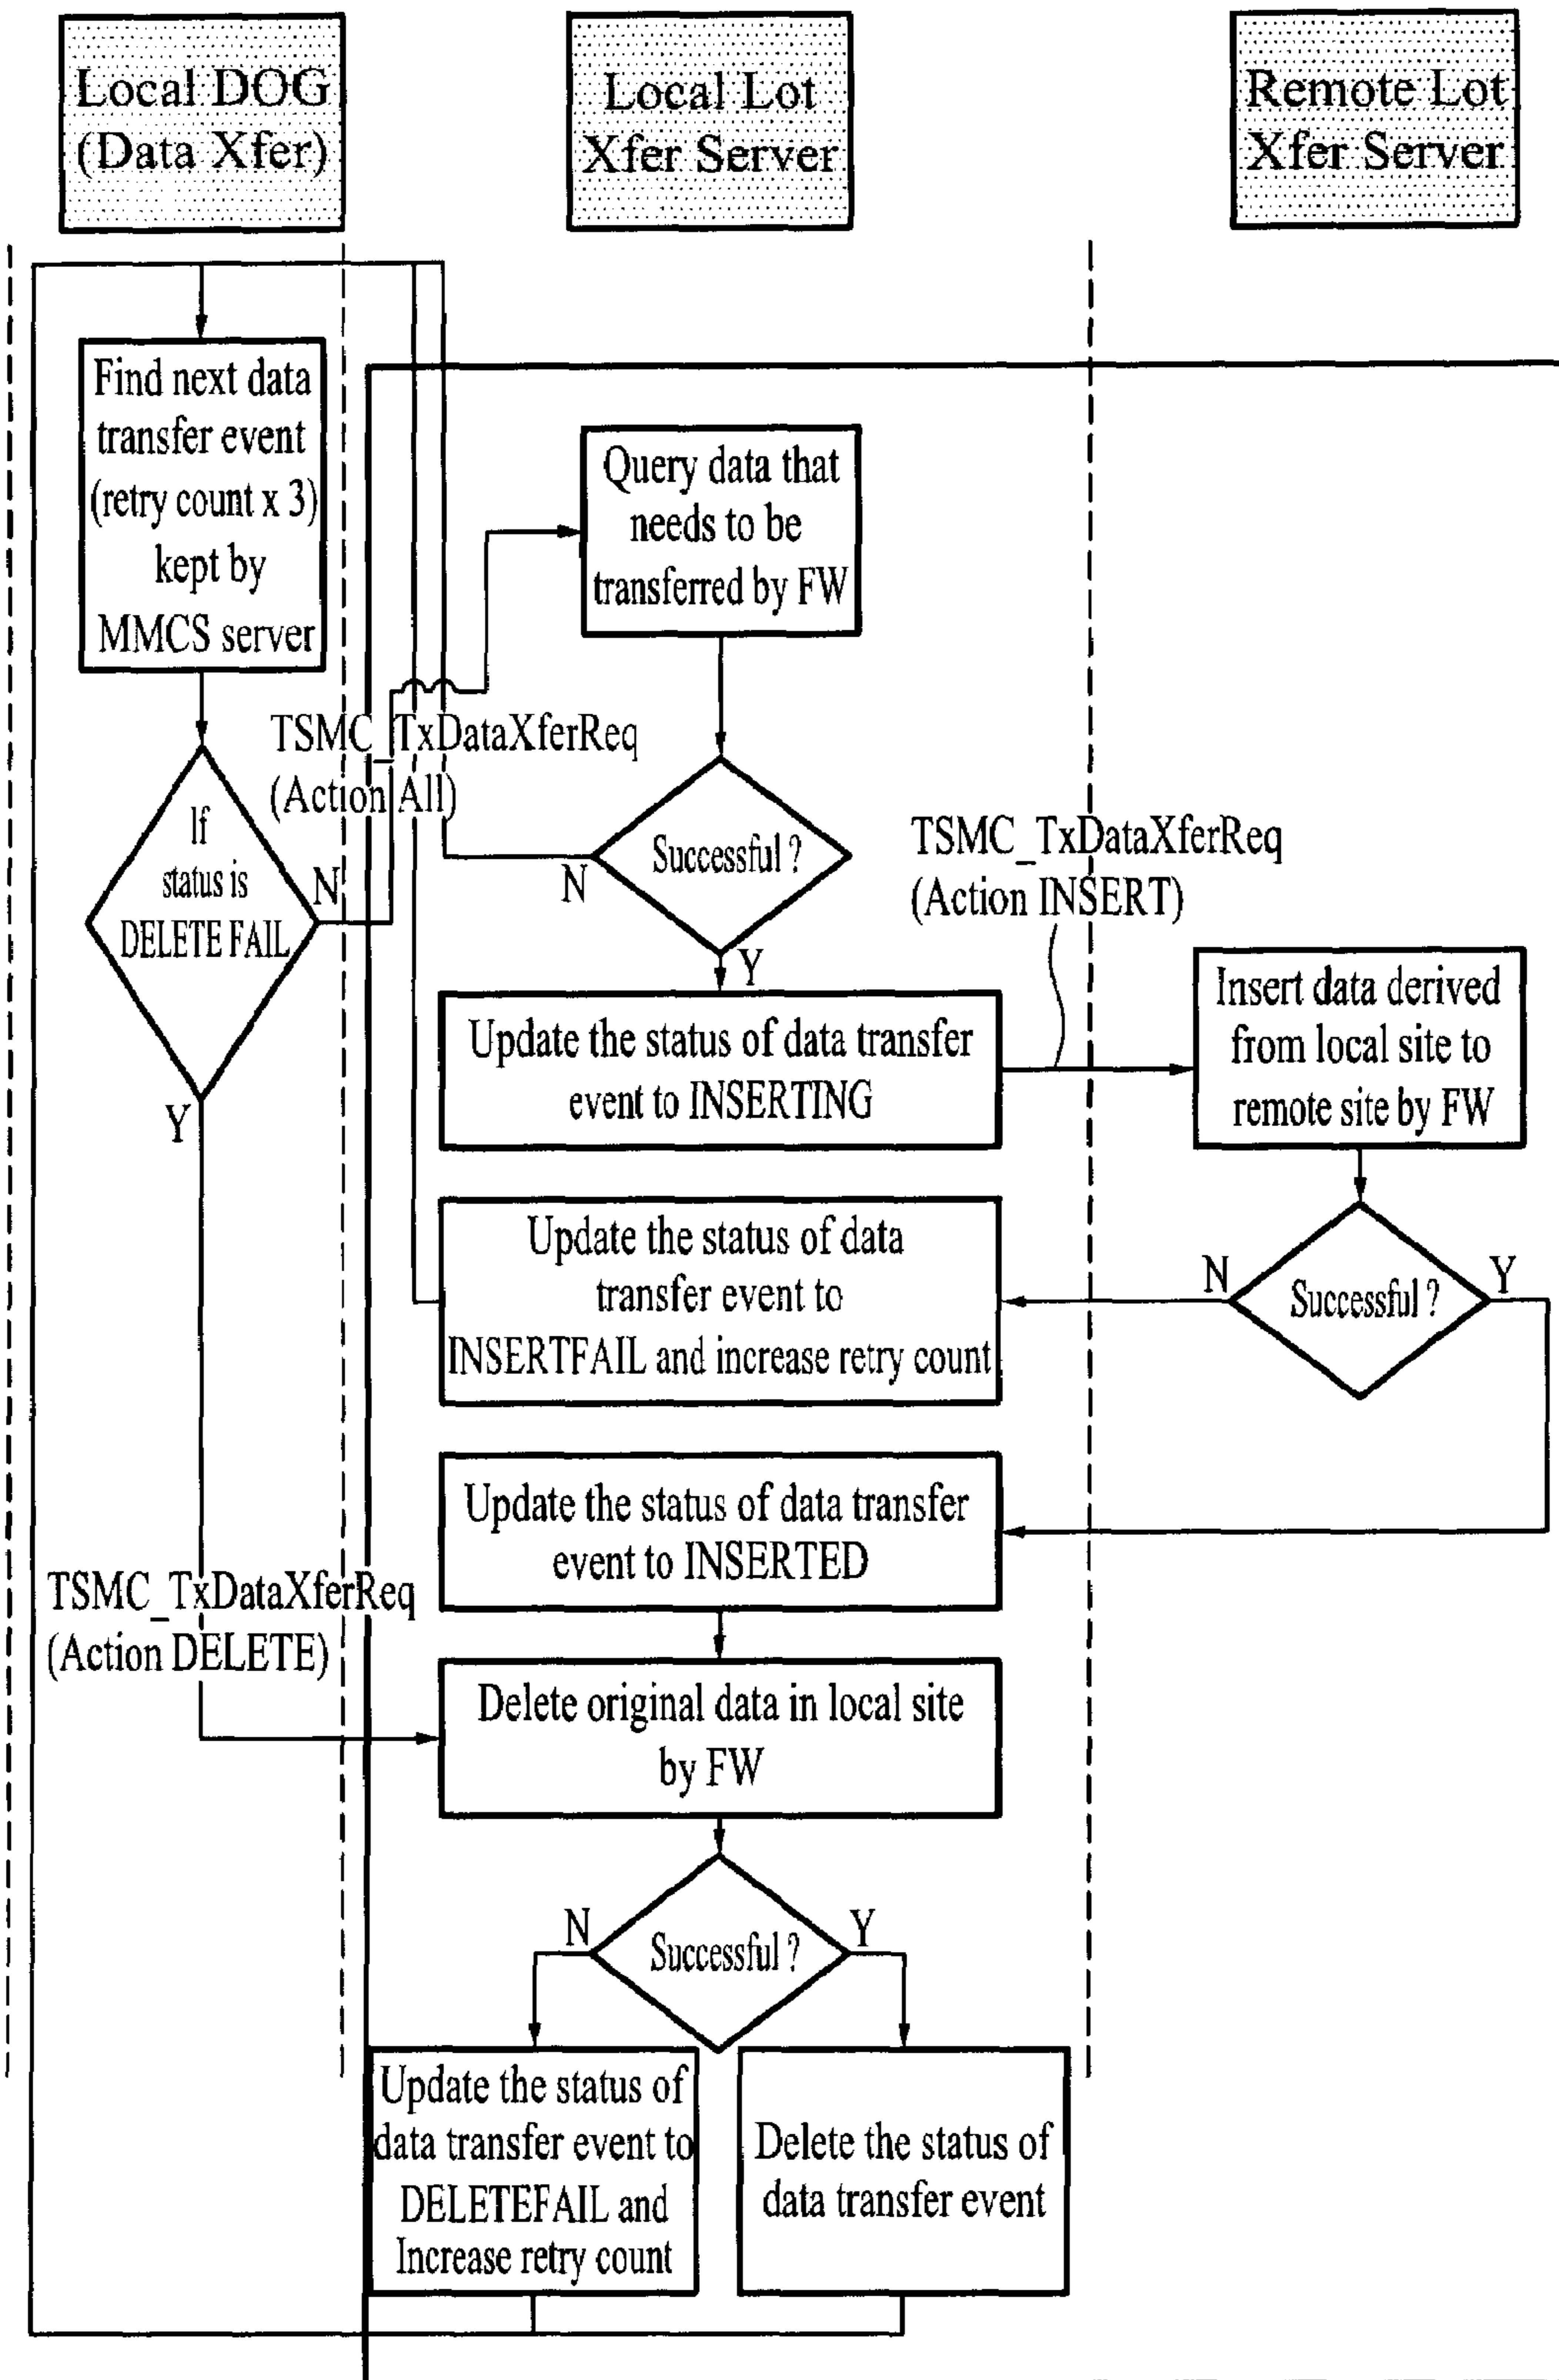 Local DOG
(Data Xfer)
Local Lot
Xfer Server
Remote Lot
Xfer Server
Find next data
transfer event
(retry count x 3)
kept by
MMCS server
Query data that
needs to be
transferred by FW
TSMC_TxDataXferReq
(Action All)
If
status is
DELETE FAIL
N
Y
Successful ?
N
Y
TSMC_TxDataXferReq
(Action INSERT)
Update the status of data transfer
event to INSERTING
Insert data derived
from local site to
remote site by FW
Update the status of data
transfer event to
INSERTFAIL and increase retry count
N
Successful ?
Y
Update the status of data transfer
event to INSERTED
TSMC_TxDataXferReq
(Action DELETE)
Delete original data in local site
by FW
N
Successful ?
Y
Update the status of
data transfer event to
DELETEFAIL and
Increase retry count
Delete the status of
data transfer event